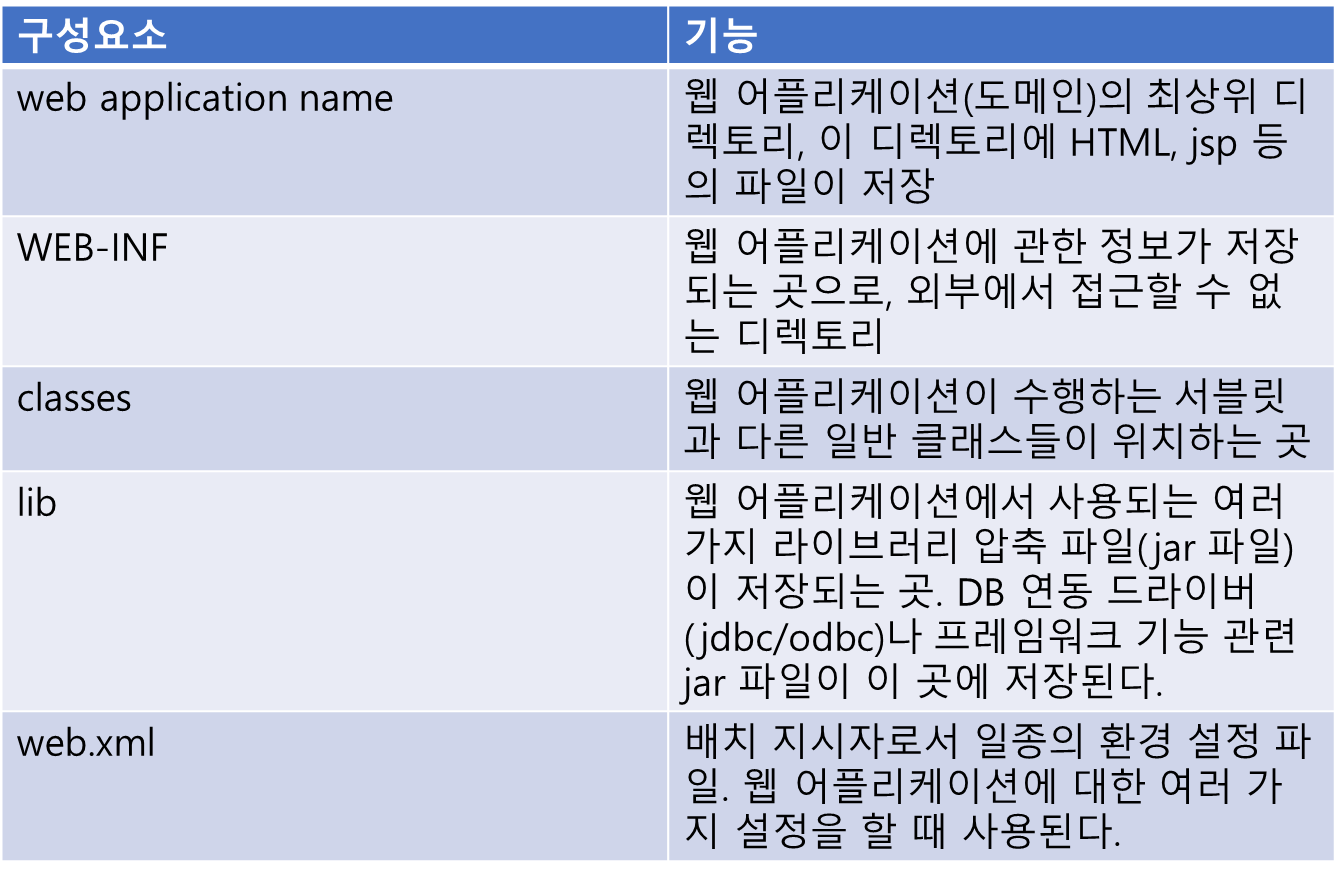 구성요소
기능
web application name
웹 어플리케이션(도메인)의 최상위 디
렉토리, 이 디렉토리에 HTML, jsp 등
의 파일이 저장
WEB-INF
웹 어플리케이션에 관한 정보가 저장
되는 곳으로, 외부에서 접근할 수 없
는 디렉토리
classes
웹 어플리케이션이 수행하는 서블릿
과 다른 일반 클래스들이 위치하는 곳
lib
웹 어플리케이션에서 사용되는 여러
가지 라이브러리 압축 파일(jar 파일)
이 저장되는 곳. DB 연동 드라이버
(jdbc/odbc)나 프레임워크 기능 관련
jar 파일이 이 곳에 저장된다.
web.xml
배치 지시자로서 일종의 환경 설정 파
일. 웹 어플리케이션에 대한 여러 가
지 설정을 할 때 사용된다.